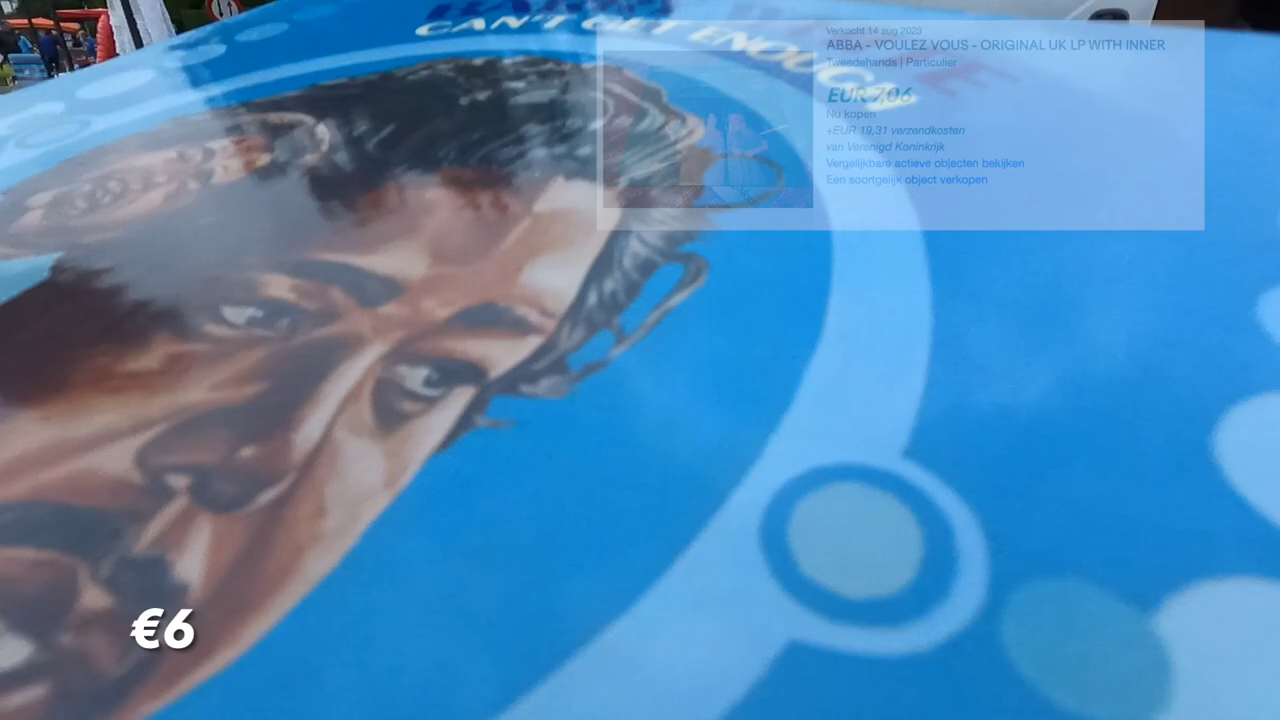 CAN'T GET ENOUGH
Verkocht 14 aug 2023
ABBA - VOULEZ VOUS - ORIGINAL UK LP WITH INNER
Tweedehands | Particulier
EUR 7,06
Nu kopen
+EUR 19,31 verzendkosten
van Verenigd Koninkrijk
Vergelijkbare actieve objecten bekijken
Een soortgelijk object verkopen
€6